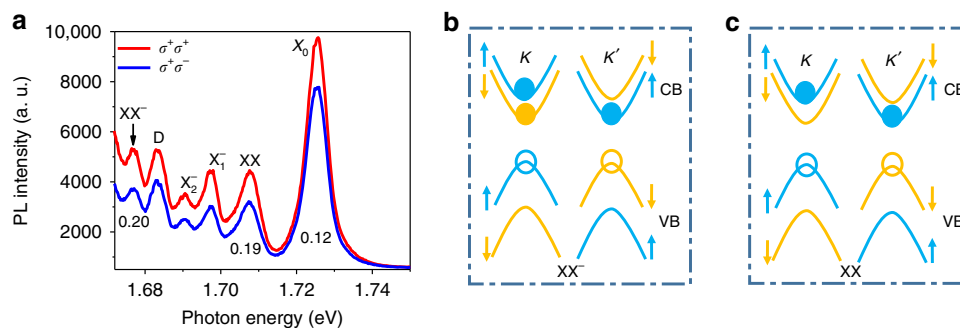 a
σ⁺σ⁺
σ⁺σ⁻
10,000
8000
6000
4000
2000
PL intensity (a. u.)
XX⁻
D
X₂⁻
X₁⁻
XX
X₀
0.20
0.19
0.12
1.68
1.70
1.72
1.74
Photon energy (eV)
b
K
K′
CB
VB
XX⁻
c
K
K′
CB
VB
XX